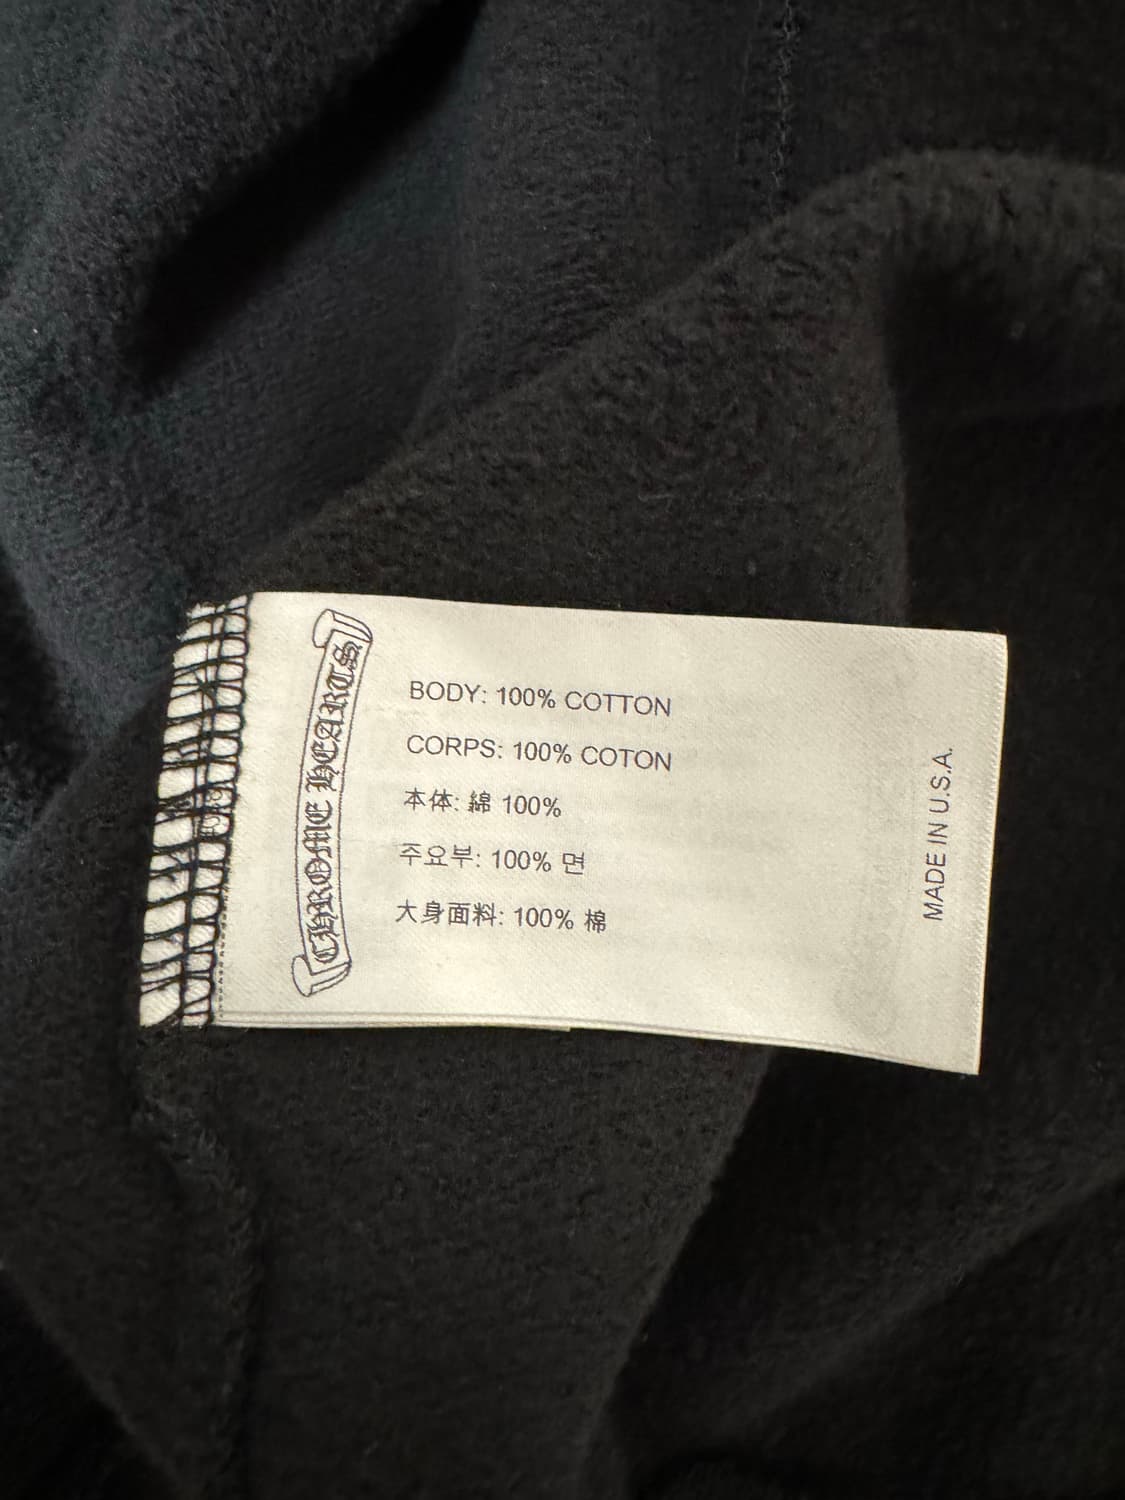 CHROME HEARTS
BODY: 100% COTTON
CORPS: 100% COTON
本体: 綿 100%
주요부: 100% 면
大身面料: 100% 棉
MADE IN U.S.A.